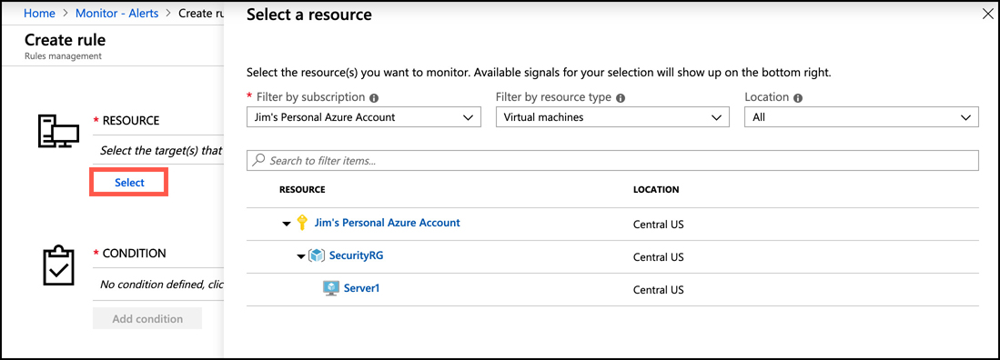 Home > Monitor - Alerts > Create ru
Create rule
Rules management
* RESOURCE
Select the target(s) that
Select
* CONDITION
No condition defined, clic
Add condition
Select a resource
Select the resource(s) you want to monitor. Available signals for your selection will show up on the bottom right.
* Filter by subscription Filter by resource type Location
Jim's Personal Azure Account Virtual machines All
Search to filter items...
RESOURCE LOCATION
Jim's Personal Azure Account Central US
SecurityRG Central US
Server1 Central US